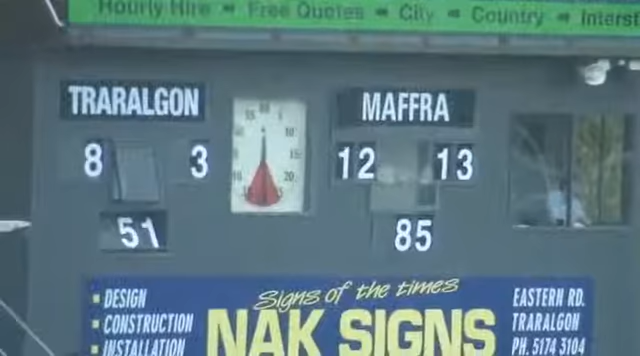 Hourly Hire - Free Quotes - City - Country - Interst
TRARALGON
MAFFRA
8 3
12 13
51
85
Signs of the times
NAK SIGNS
DESIGN
CONSTRUCTION
INSTALLATION
EASTERN RD.
TRARALGON
PH. 5174 3104